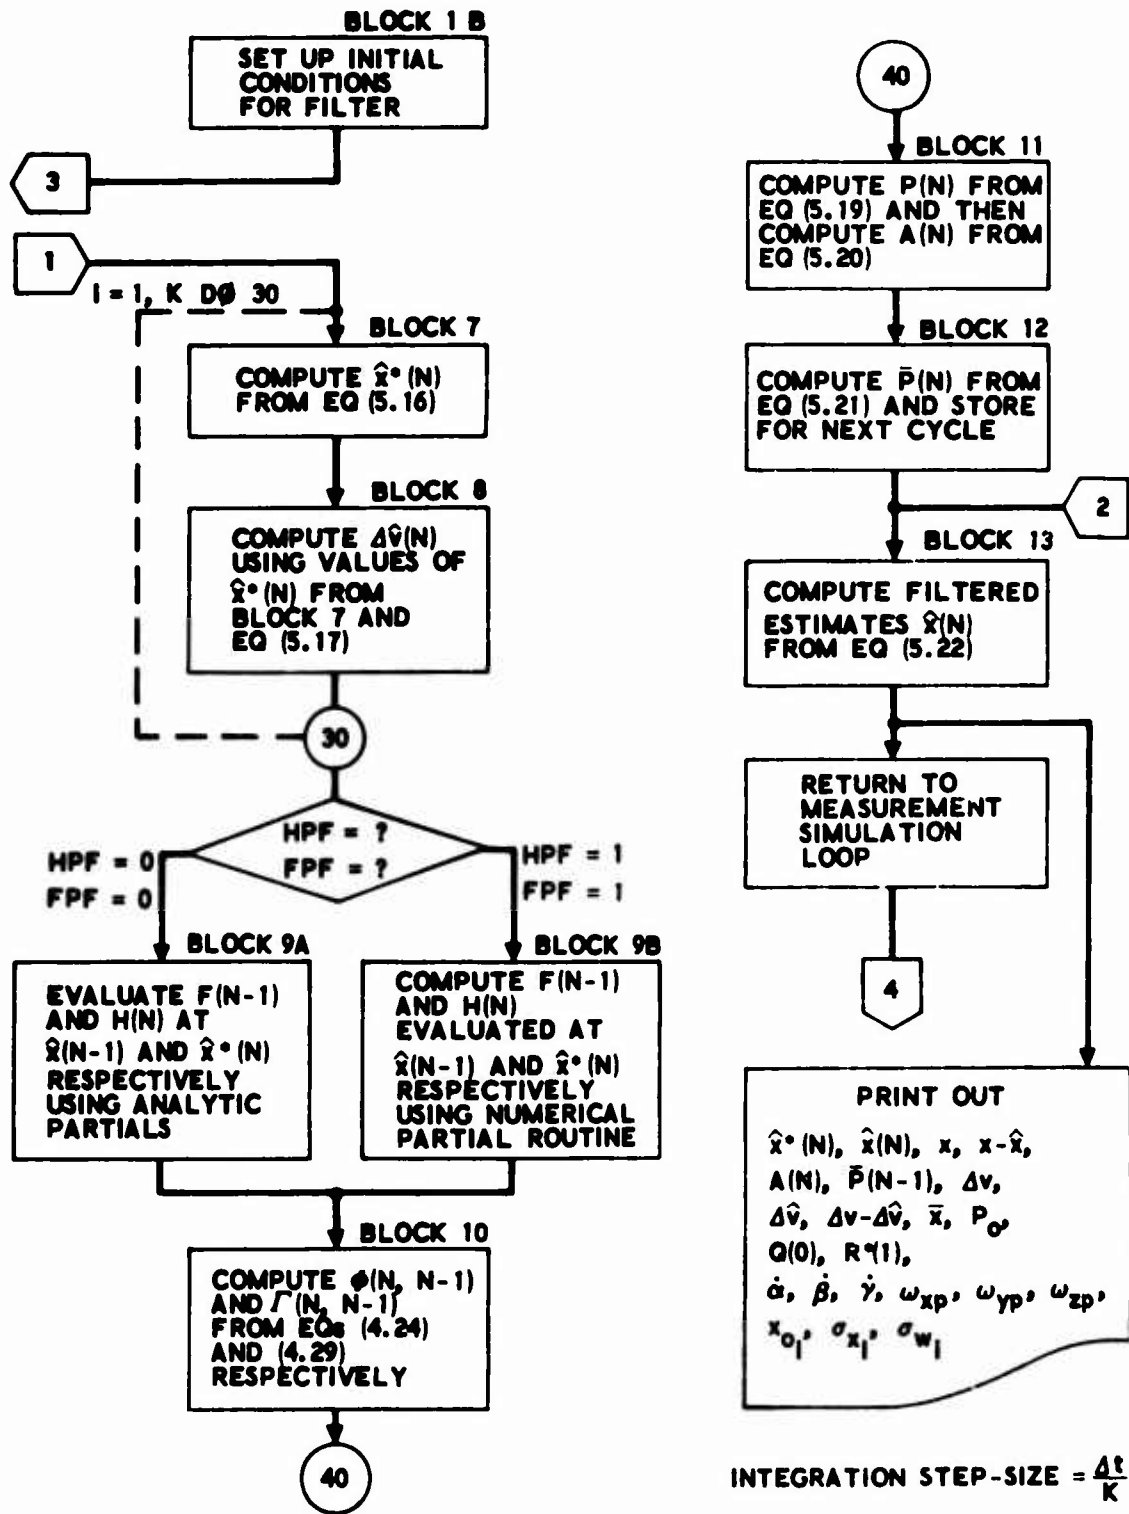 BLOCK 1 B
SET UP INITIAL
CONDITIONS
FOR FILTER
3
1
I = 1, K DØ 30
BLOCK 7
COMPUTE x̂*(N)
FROM EQ (5.16)
BLOCK 8
COMPUTE Δv̂(N)
USING VALUES OF
x̂*(N) FROM
BLOCK 7 AND
EQ (5.17)
30
HPF = ?
FPF = ?
HPF = 0
FPF = 0
HPF = 1
FPF = 1
BLOCK 9A
EVALUATE F(N-1)
AND H(N) AT
x̂(N-1) AND x̂*(N)
RESPECTIVELY
USING ANALYTIC
PARTIALS
BLOCK 9B
COMPUTE F(N-1)
AND H(N)
EVALUATED AT
x̂(N-1) AND x̂*(N)
RESPECTIVELY
USING NUMERICAL
PARTIAL ROUTINE
BLOCK 10
COMPUTE ϕ(N, N-1)
AND Γ(N, N-1)
FROM EQs (4.24)
AND (4.29)
RESPECTIVELY
40
40
BLOCK 11
COMPUTE P(N) FROM
EQ (5.19) AND THEN
COMPUTE A(N) FROM
EQ (5.20)
BLOCK 12
COMPUTE P̄(N) FROM
EQ (5.21) AND STORE
FOR NEXT CYCLE
2
BLOCK 13
COMPUTE FILTERED
ESTIMATES x̂(N)
FROM EQ (5.22)
RETURN TO
MEASUREMENT
SIMULATION
LOOP
4
PRINT OUT
x̂*(N), x̂(N), x, x-x̂,
A(N), P̄(N-1), Δv,
Δv̂, Δv-Δv̂, x̄, P₀,
Q(0), R*(1),
α̇, β̇, γ̇, ω_xp, ω_yp, ω_zp,
x_oi, σ_xi, σ_wi
INTEGRATION STEP-SIZE = Δt/K